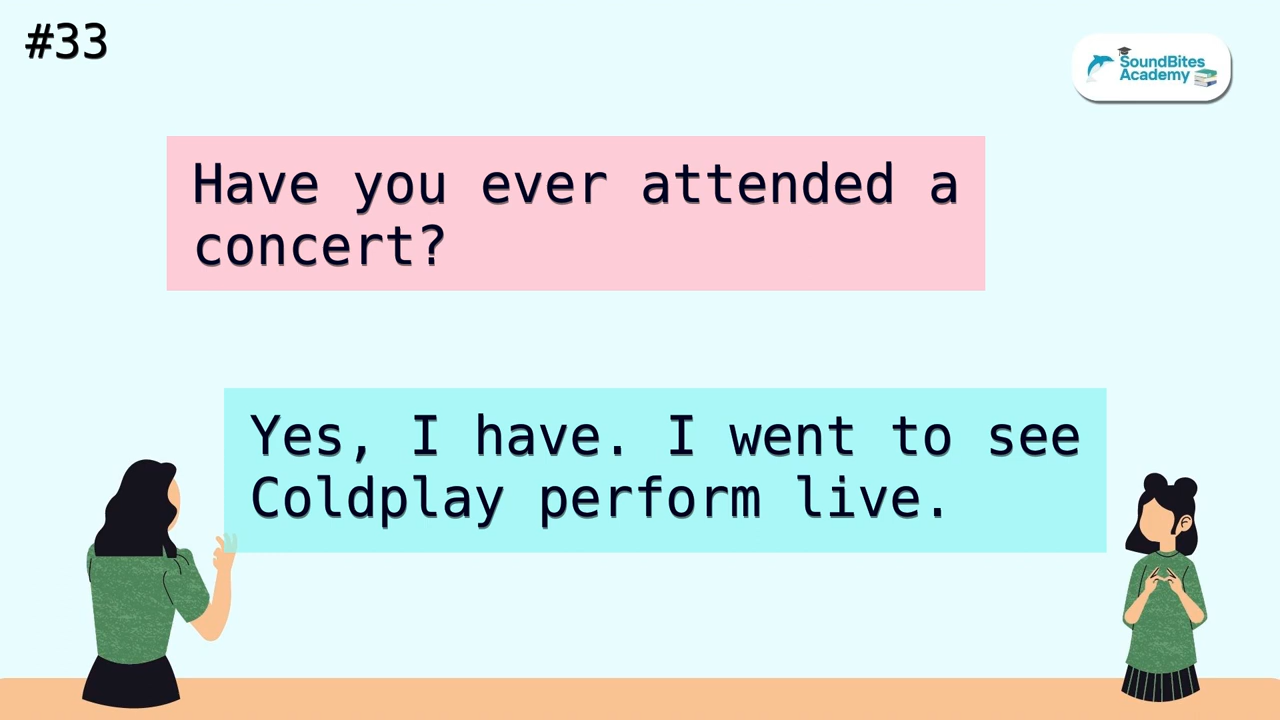 #33
SoundBites
Academy
Have you ever attended a
concert?
Yes, I have. I went to see
Coldplay perform live.